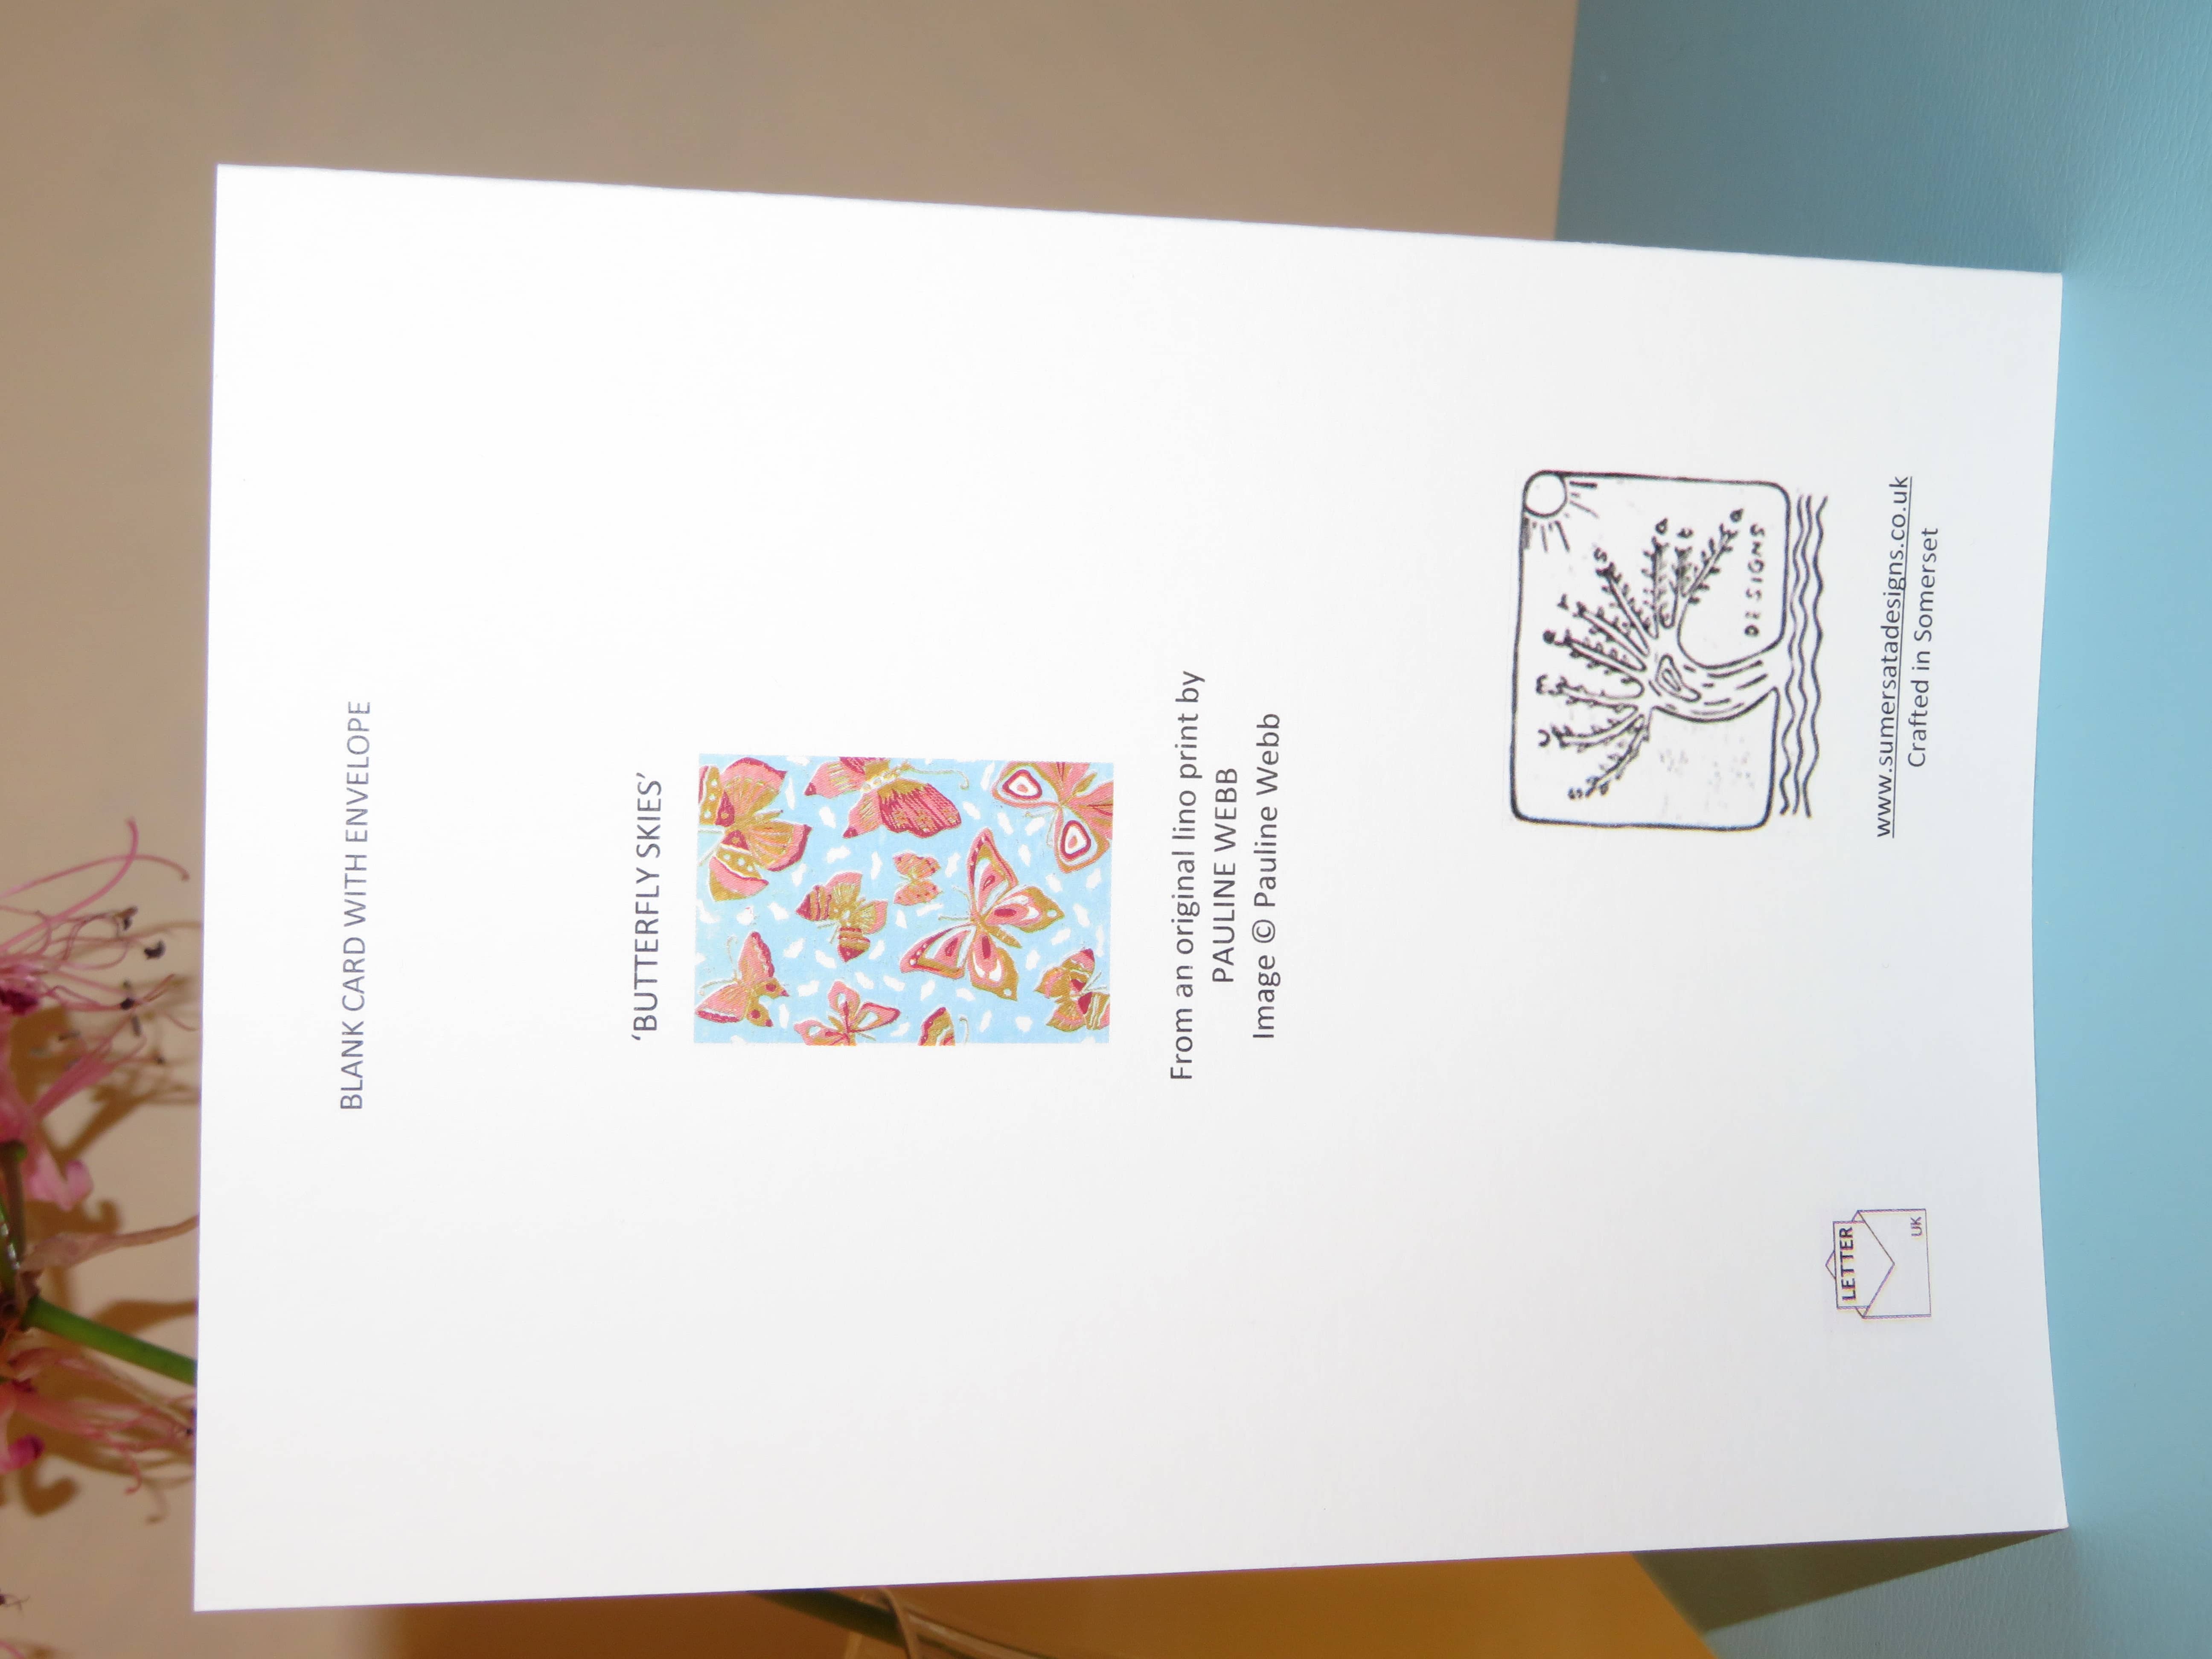 BLANK CARD WITH ENVELOPE
‘BUTTERFLY SKIES’
From an original lino print by
PAULINE WEBB
Image © Pauline Webb
sumersata
DESIGNS
LETTER
UK
www.sumersatadesigns.co.uk
Crafted in Somerset